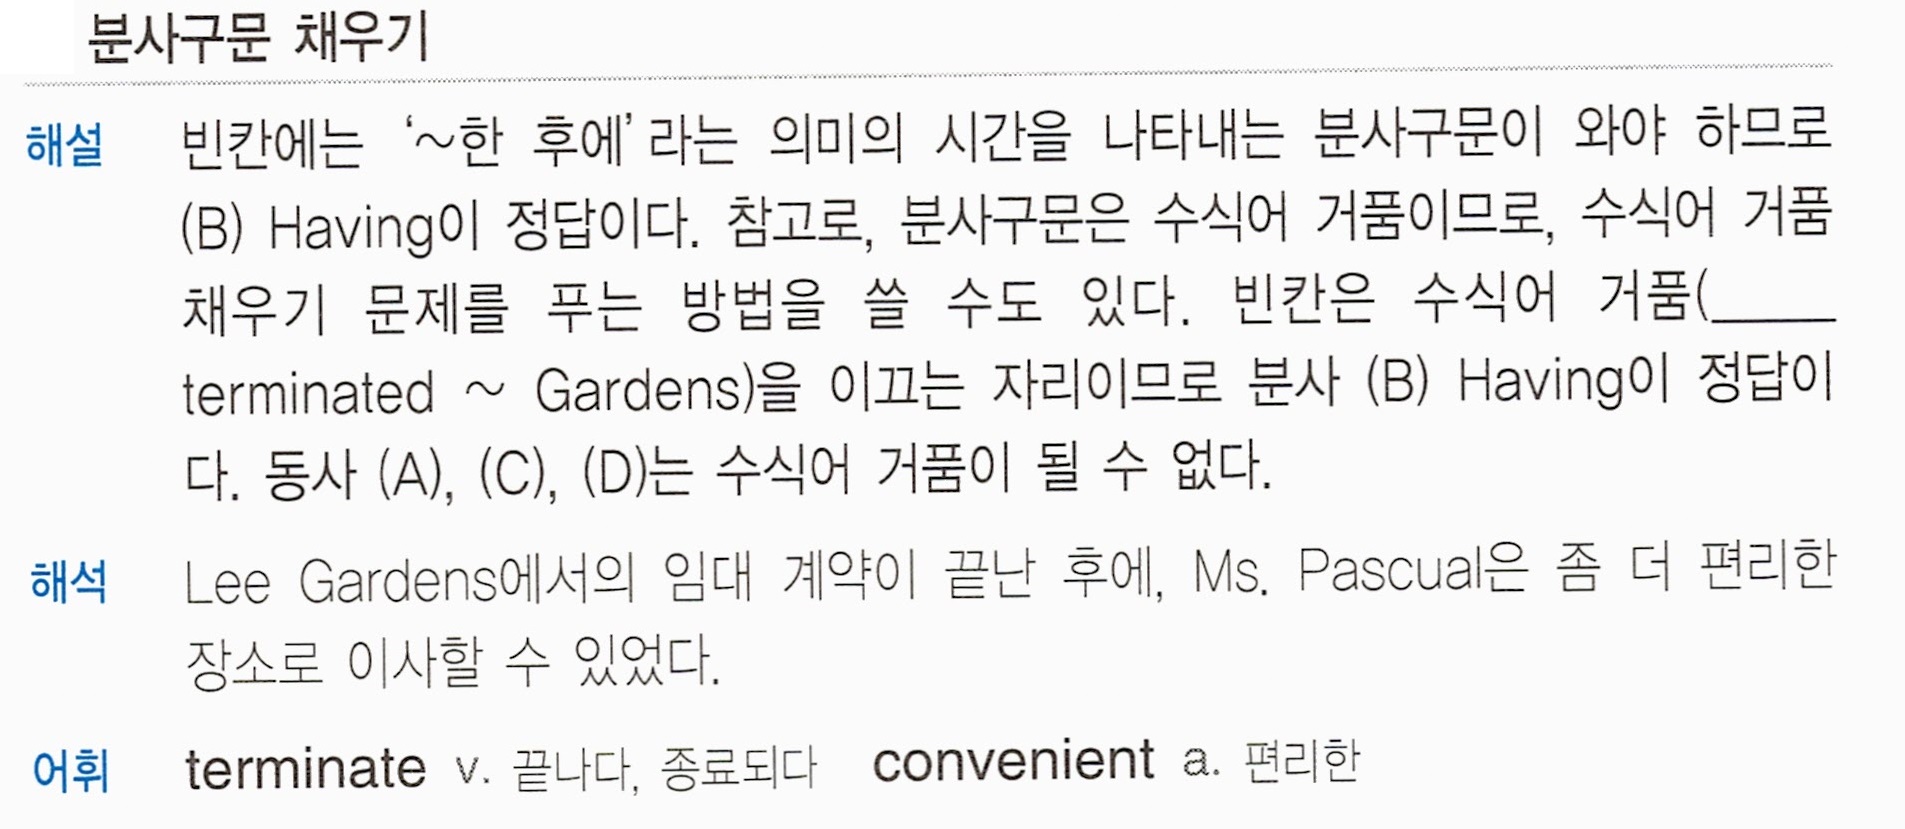 분사구문 채우기
해설 빈칸에는 '~한 후에'라는 의미의 시간을 나타내는 분사구문이 와야 하므로
(B) Having이 정답이다. 참고로, 분사구문은 수식어 거품이므로, 수식어 거품
채우기 문제를 푸는 방법을 쓸 수도 있다. 빈칸은 수식어 거품(_____
terminated ~ Gardens)을 이끄는 자리이므로 분사 (B) Having이 정답이
다. 동사 (A), (C), (D)는 수식어 거품이 될 수 없다.
해석 Lee Gardens에서의 임대 계약이 끝난 후에, Ms. Pascual은 좀 더 편리한
장소로 이사할 수 있었다.
어휘 terminate v. 끝나다, 종료되다 convenient a. 편리한